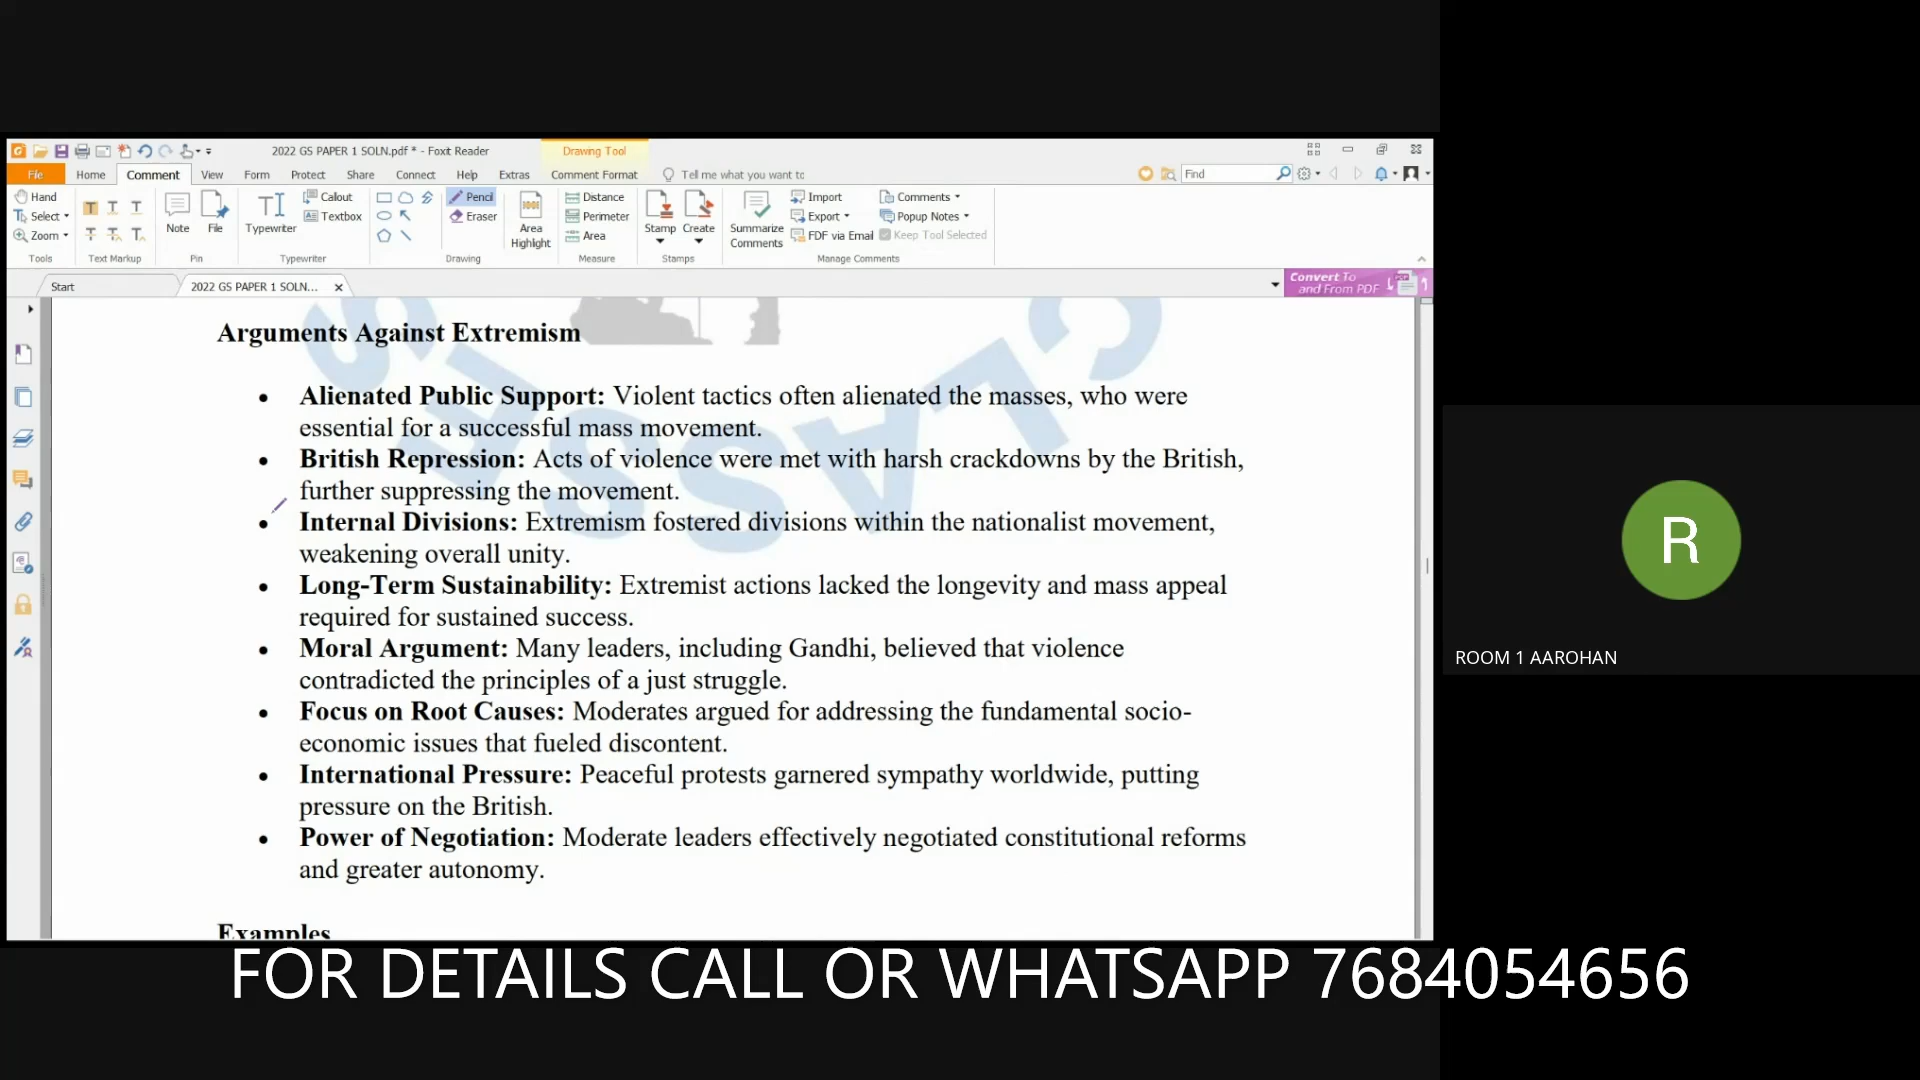 2022 GS PAPER 1 SOLN.pdf * - Foxit Reader
Drawing Tool
File Home Comment View Form Protect Share Connect Help Extras Comment Format Tell me what you want to
Find
Hand
Select
Zoom
Tools
Text Markup
Note
File
Pin
Typewriter
Callout
Textbox
Typewriter
Pencil
Eraser
Drawing
Area
Highlight
Distance
Perimeter
Area
Measure
Stamp
Create
Stamps
Summarize
Comments
Import
Export
FDF via Email
Comments
Popup Notes
Keep Tool Selected
Manage Comments
Start
2022 GS PAPER 1 SOLN...
Convert To
and From PDF
Arguments Against Extremism
• Alienated Public Support: Violent tactics often alienated the masses, who were
essential for a successful mass movement.
• British Repression: Acts of violence were met with harsh crackdowns by the British,
further suppressing the movement.
• Internal Divisions: Extremism fostered divisions within the nationalist movement,
weakening overall unity.
• Long-Term Sustainability: Extremist actions lacked the longevity and mass appeal
required for sustained success.
• Moral Argument: Many leaders, including Gandhi, believed that violence
contradicted the principles of a just struggle.
• Focus on Root Causes: Moderates argued for addressing the fundamental socio-
economic issues that fueled discontent.
• International Pressure: Peaceful protests garnered sympathy worldwide, putting
pressure on the British.
• Power of Negotiation: Moderate leaders effectively negotiated constitutional reforms
and greater autonomy.
Examples
R
ROOM 1 AAROHAN
FOR DETAILS CALL OR WHATSAPP 7684054656